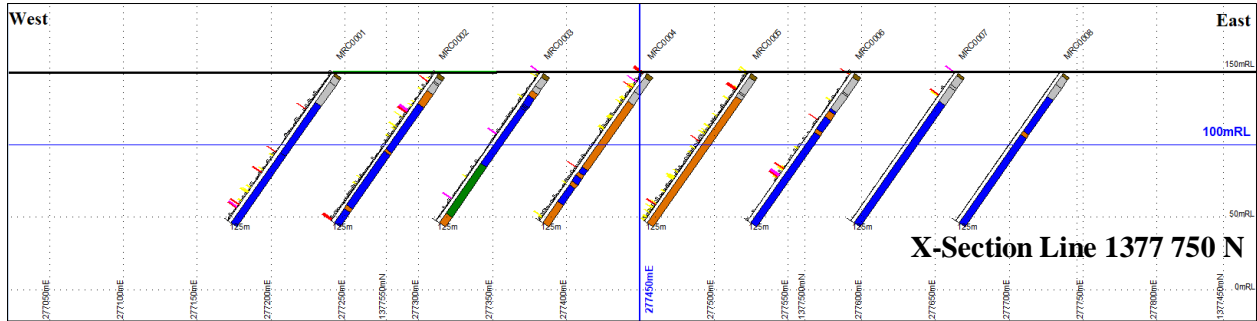 West
East
MRC0001
MRC0002
MRC0003
MRC0004
MRC0005
MRC0006
MRC0007
MRC0008
150mRL
100mRL
50mRL
125m
125m
125m
125m
125m
125m
125m
125m
X-Section Line 1377 750 N
0mRL
277050mE
277100mE
277150mE
277200mE
277250mE
1377550mN
277300mE
277350mE
277400mE
277450mE
277500mE
277550mE
1377500mN
277600mE
277650mE
277700mE
277750mE
277800mE
1377450mN